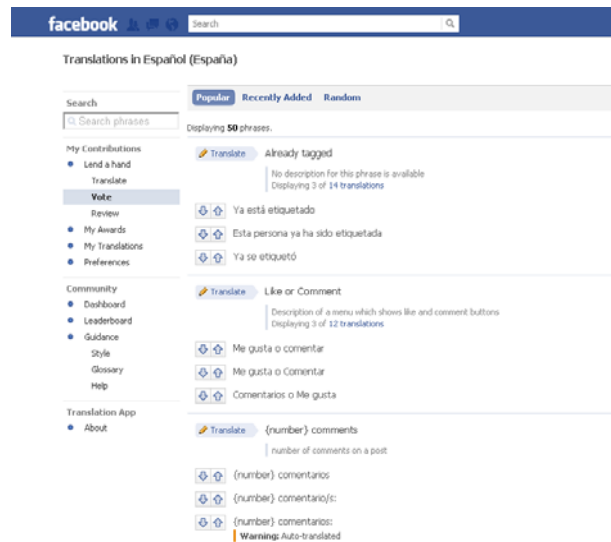 facebook
Search
Translations in Español (España)
Search
Search phrases
My Contributions
Lend a hand
Translate
Vote
Review
My Awards
My Translations
Preferences
Community
Dashboard
Leaderboard
Guidance
Style
Glossary
Help
Translation App
About
Popular Recently Added Random
Displaying 50 phrases.
Translate Already tagged
No description for this phrase is available
Displaying 3 of 14 translations
Ya está etiquetado
Esta persona ya ha sido etiquetada
Ya se etiquetó
Translate Like or Comment
Description of a menu which shows like and comment buttons
Displaying 3 of 12 translations
Me gusta o comentar
Me gusta o Comentar
Comentarios o Me gusta
Translate {number} comments
number of comments on a post
{number} comentarios
{number} comentario/s:
{number} comentarios:
Warning: Auto-translated